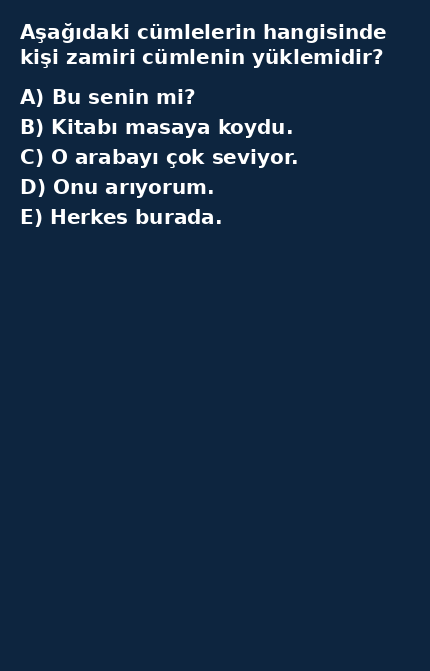 Aşağıdaki cümlelerin hangisinde
kişi zamiri cümlenin yüklemidir?
A) Bu senin mi?
B) Kitabı masaya koydu.
C) O arabayı çok seviyor.
D) Onu arıyorum.
E) Herkes burada.